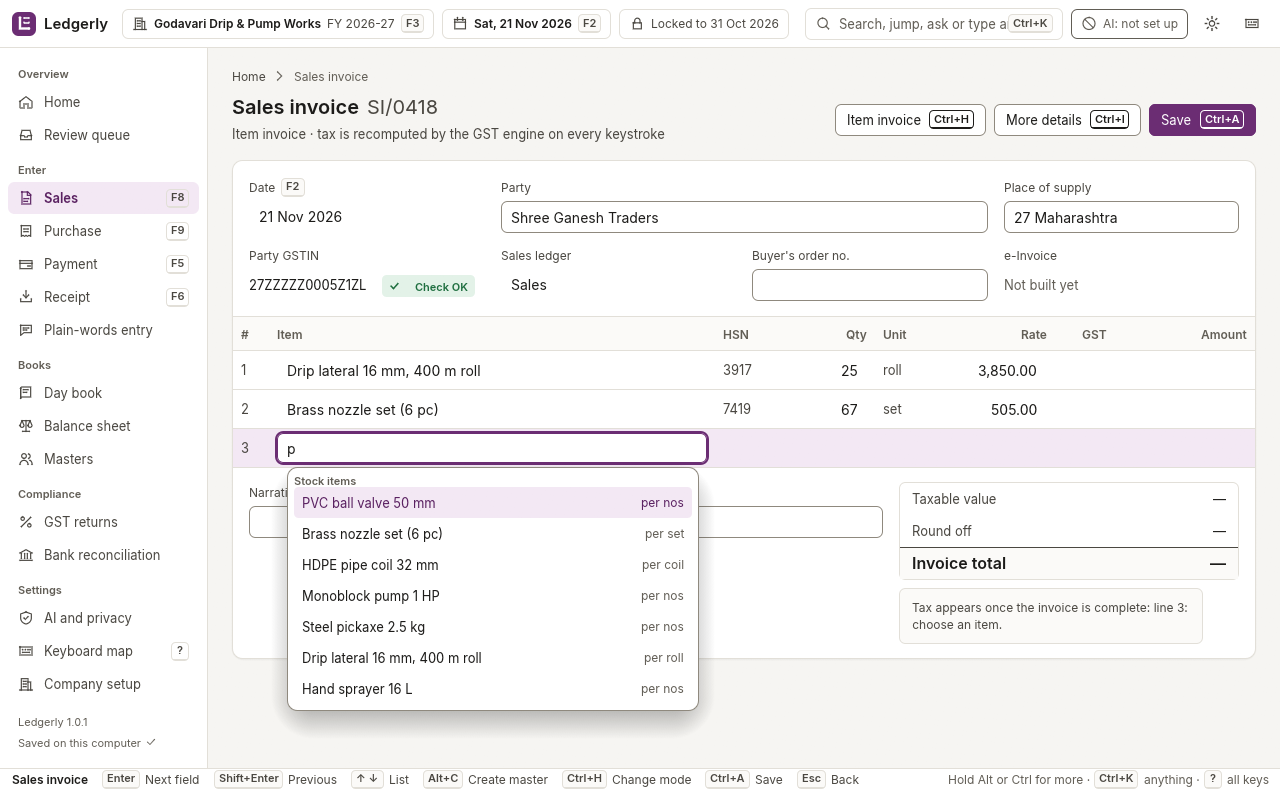 Ledgerly
Godavari Drip & Pump Works FY 2026-27 F3
Sat, 21 Nov 2026 F2
Locked to 31 Oct 2026
Search, jump, ask or type a Ctrl+K
AI: not set up
Overview
Home
Review queue
Enter
Sales F8
Purchase F9
Payment F5
Receipt F6
Plain-words entry
Books
Day book
Balance sheet
Masters
Compliance
GST returns
Bank reconciliation
Settings
AI and privacy
Keyboard map ?
Company setup
Ledgerly 1.0.1
Saved on this computer
Home Sales invoice
Sales invoice SI/0418
Item invoice · tax is recomputed by the GST engine on every keystroke
Item invoice Ctrl+H
More details Ctrl+I
Save Ctrl+A
Date F2
Party
Place of supply
21 Nov 2026
Shree Ganesh Traders
27 Maharashtra
Party GSTIN
Sales ledger
Buyer's order no.
e-Invoice
27ZZZZZ0005Z1ZL Check OK
Sales
Not built yet
# Item HSN Qty Unit Rate GST Amount
1 Drip lateral 16 mm, 400 m roll 3917 25 roll 3,850.00
2 Brass nozzle set (6 pc) 7419 67 set 505.00
3 p
Stock items
PVC ball valve 50 mm per nos
Brass nozzle set (6 pc) per set
HDPE pipe coil 32 mm per coil
Monoblock pump 1 HP per nos
Steel pickaxe 2.5 kg per nos
Drip lateral 16 mm, 400 m roll per roll
Hand sprayer 16 L per nos
Taxable value —
Round off —
Invoice total —
Tax appears once the invoice is complete: line 3:
choose an item.
Sales invoice Enter Next field Shift+Enter Previous ↑ ↓ List Alt+C Create master Ctrl+H Change mode Ctrl+A Save Esc Back Hold Alt or Ctrl for more · Ctrl+K anything · ? all keys